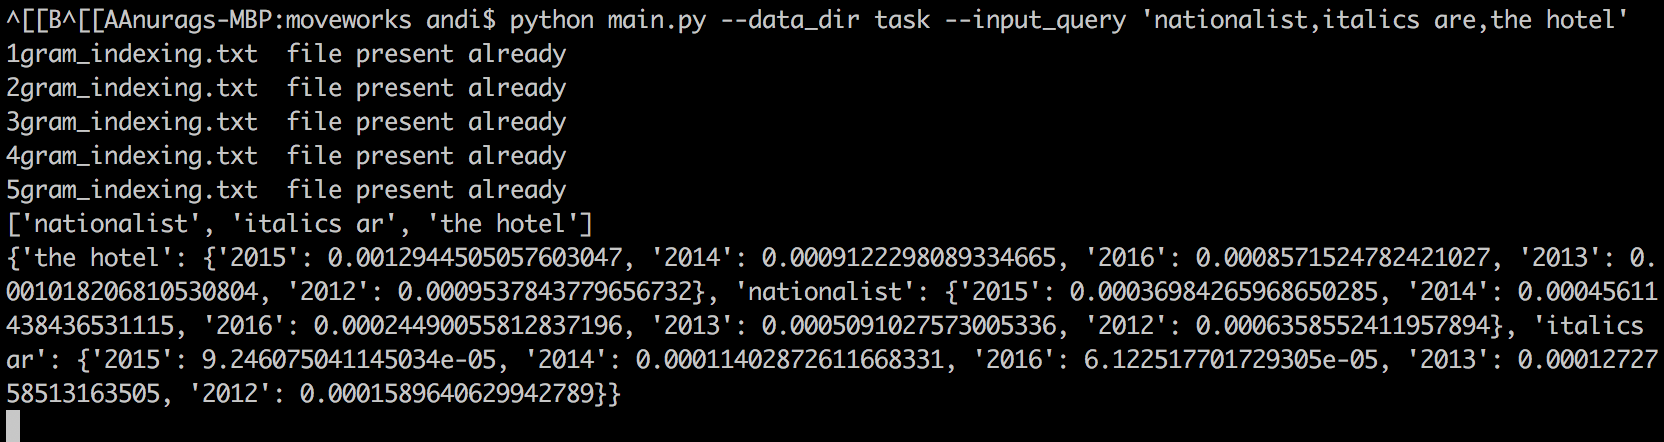 ^[[B^[[AAnurags-MBP:moveworks andi$ python main.py --data_dir task --input_query 'nationalist,italics are,the hotel'
1gram_indexing.txt  file present already
2gram_indexing.txt  file present already
3gram_indexing.txt  file present already
4gram_indexing.txt  file present already
5gram_indexing.txt  file present already
['nationalist', 'italics ar', 'the hotel']
{'the hotel': {'2015': 0.0012944505057603047, '2014': 0.0009122298089334665, '2016': 0.0008571524782421027, '2013': 0.
001018206810530804, '2012': 0.0009537843779656732}, 'nationalist': {'2015': 0.00036984265968650285, '2014': 0.00045611
438436531115, '2016': 0.00024490055812837196, '2013': 0.0005091027573005336, '2012': 0.0006358552411957894}, 'italics
ar': {'2015': 9.246075041145034e-05, '2014': 0.00011402872611668331, '2016': 6.122517701729305e-05, '2013': 0.00012727
58513163505, '2012': 0.0001589640629942789}}